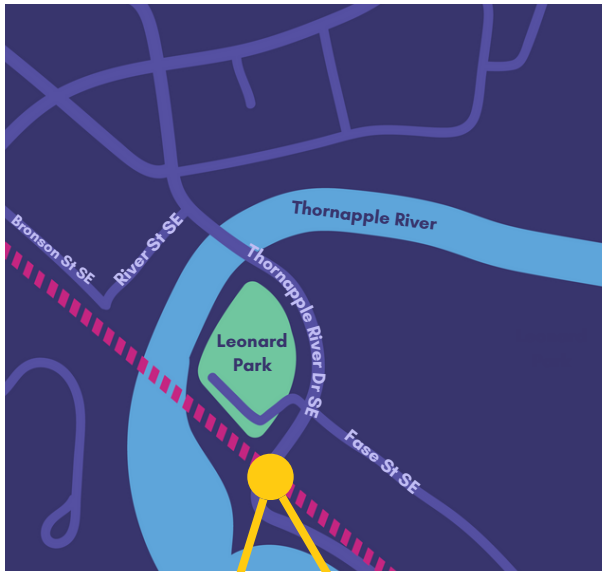 Thornapple River
Bronson St SE
River St SE
Thornapple River Dr SE
Leonard
Park
Fase St SE